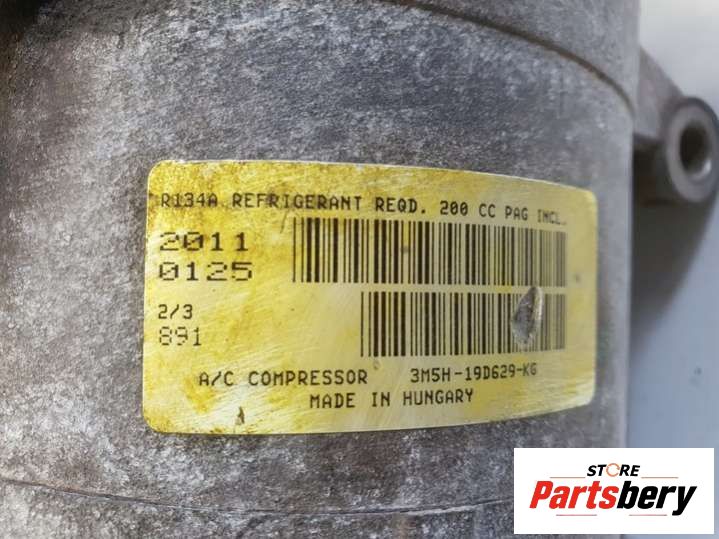 R134A REFRIGERANT REQD. 200 CC PAG INCL.
2011
0125
2/3
891
A/C COMPRESSOR 3M5H-19D629-KG
MADE IN HUNGARY
STORE
Partsbery